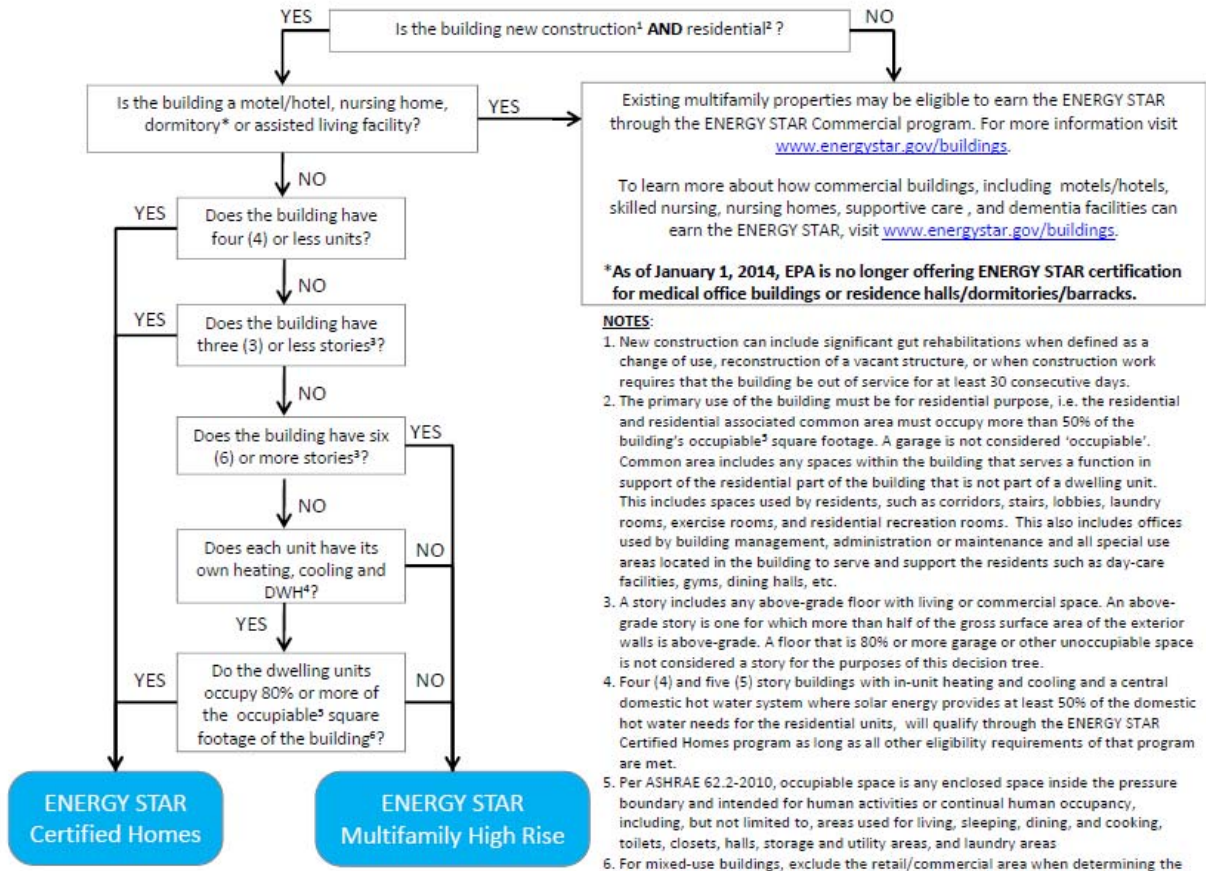 YES
Is the building new construction¹ AND residential² ?
NO
Is the building a motel/hotel, nursing home,
dormitory* or assisted living facility?
YES
Existing multifamily properties may be eligible to earn the ENERGY STAR
through the ENERGY STAR Commercial program. For more information visit
www.energystar.gov/buildings.
To learn more about how commercial buildings, including motels/hotels,
skilled nursing, nursing homes, supportive care , and dementia facilities can
earn the ENERGY STAR, visit www.energystar.gov/buildings.
*As of January 1, 2014, EPA is no longer offering ENERGY STAR certification
for medical office buildings or residence halls/dormitories/barracks.
NO
YES
Does the building have
four (4) or less units?
NO
YES
Does the building have
three (3) or less stories³?
NO
Does the building have six
(6) or more stories³?
YES
NO
Does each unit have its
own heating, cooling and
DWH⁴?
NO
YES
YES
Do the dwelling units
occupy 80% or more of
the occupiable⁵ square
footage of the building⁶?
NO
ENERGY STAR
Certified Homes
ENERGY STAR
Multifamily High Rise
NOTES:
1. New construction can include significant gut rehabilitations when defined as a
change of use, reconstruction of a vacant structure, or when construction work
requires that the building be out of service for at least 30 consecutive days.
2. The primary use of the building must be for residential purpose, i.e. the residential
and residential associated common area must occupy more than 50% of the
building's occupiable⁵ square footage. A garage is not considered 'occupiable'.
Common area includes any spaces within the building that serves a function in
support of the residential part of the building that is not part of a dwelling unit.
This includes spaces used by residents, such as corridors, stairs, lobbies, laundry
rooms, exercise rooms, and residential recreation rooms. This also includes offices
used by building management, administration or maintenance and all special use
areas located in the building to serve and support the residents such as day-care
facilities, gyms, dining halls, etc.
3. A story includes any above-grade floor with living or commercial space. An above-
grade story is one for which more than half of the gross surface area of the exterior
walls is above-grade. A floor that is 80% or more garage or other unoccupiable space
is not considered a story for the purposes of this decision tree.
4. Four (4) and five (5) story buildings with in-unit heating and cooling and a central
domestic hot water system where solar energy provides at least 50% of the domestic
hot water needs for the residential units, will qualify through the ENERGY STAR
Certified Homes program as long as all other eligibility requirements of that program
are met.
5. Per ASHRAE 62.2-2010, occupiable space is any enclosed space inside the pressure
boundary and intended for human activities or continual human occupancy,
including, but not limited to, areas used for living, sleeping, dining, and cooking,
toilets, closets, halls, storage and utility areas, and laundry areas
6. For mixed-use buildings, exclude the retail/commercial area when determining the